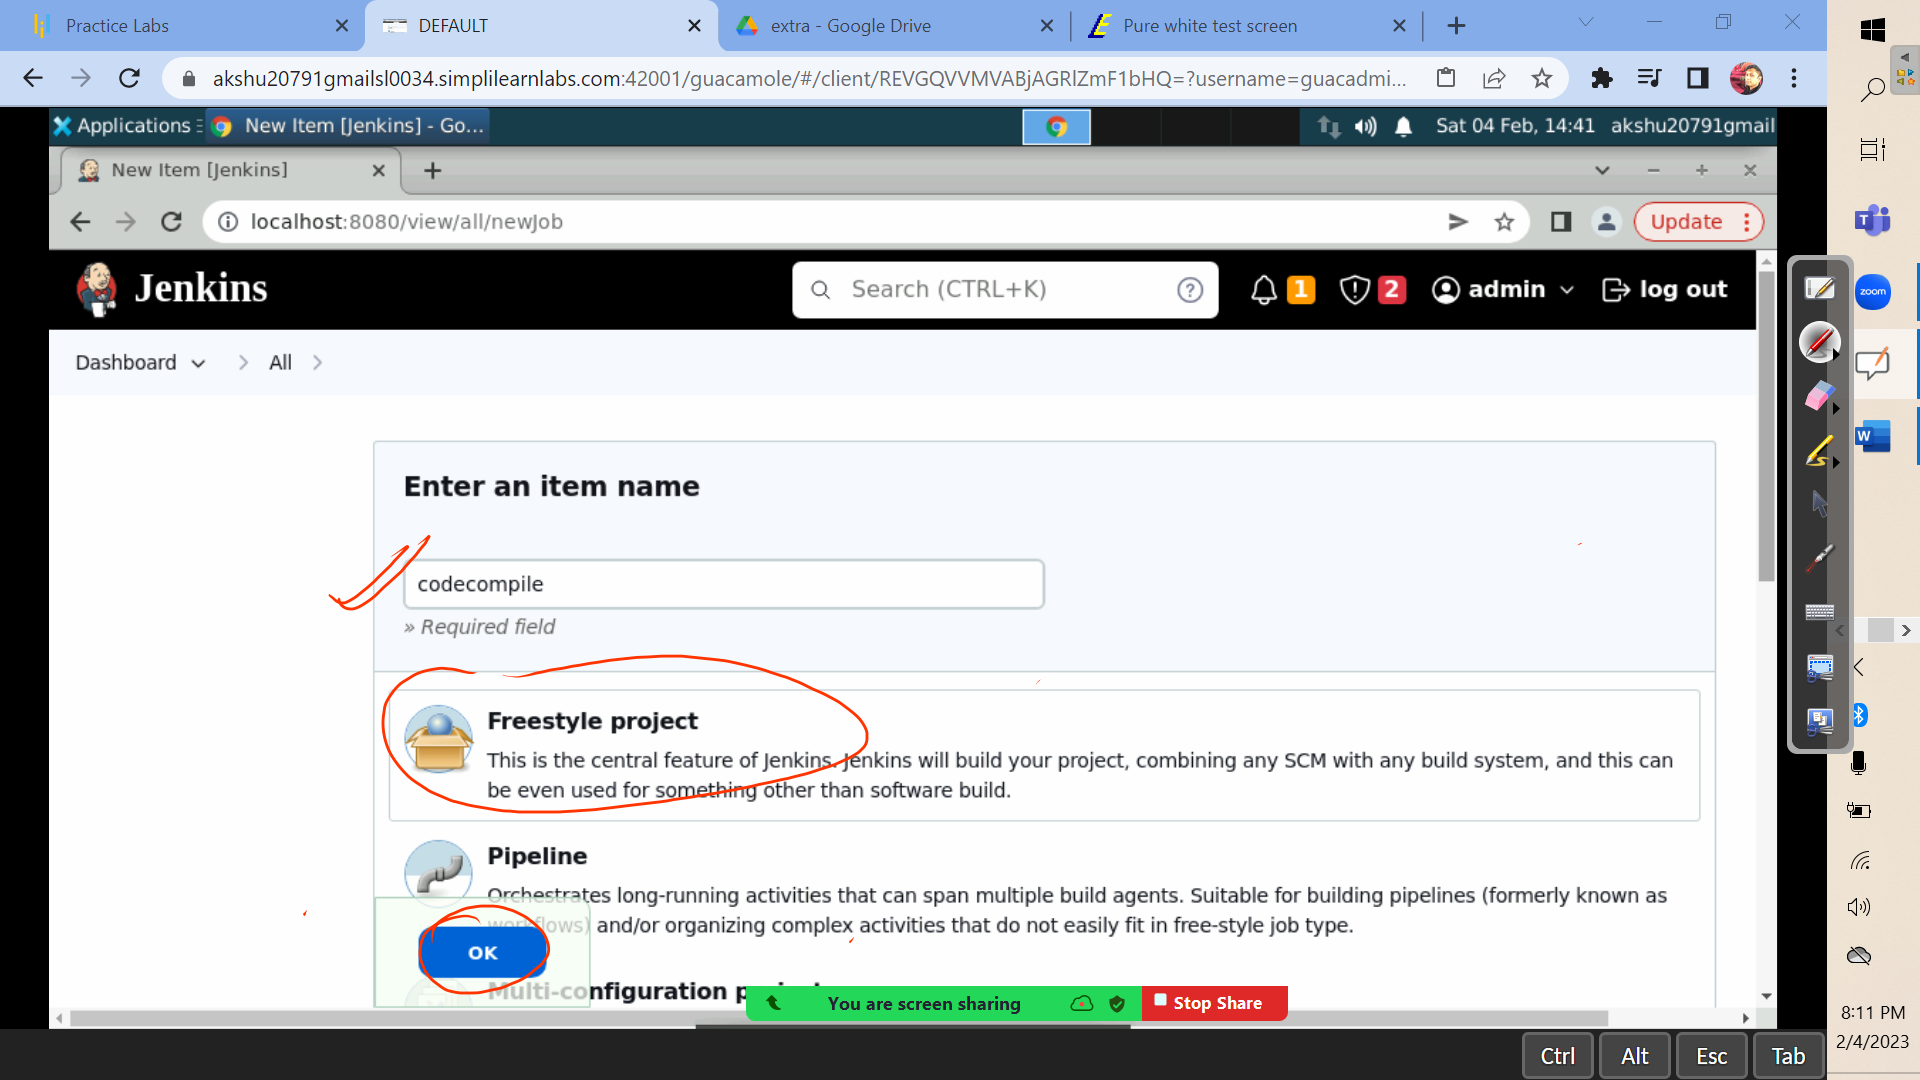 Practice Labs
DEFAULT
extra - Google Drive
Pure white test screen
akshu20791gmailsl0034.simplilearnlabs.com:42001/guacamole/#/client/REVGQVVMVABjAGRlZmF1bHQ=?username=guacadmi...
Applications
New Item [Jenkins] - Go...
Sat 04 Feb, 14:41
akshu20791gmail
New Item [Jenkins]
localhost:8080/view/all/newJob
Update
Jenkins
Search (CTRL+K)
1
2
admin
log out
Dashboard
All
Enter an item name
codecompile
» Required field
Freestyle project
This is the central feature of Jenkins. Jenkins will build your project, combining any SCM with any build system, and this can
be even used for something other than software build.
Pipeline
Orchestrates long-running activities that can span multiple build agents. Suitable for building pipelines (formerly known as
workflows) and/or organizing complex activities that do not easily fit in free-style job type.
OK
Multi-configuration
You are screen sharing
Stop Share
zoom
8:11 PM
2/4/2023
Ctrl
Alt
Esc
Tab